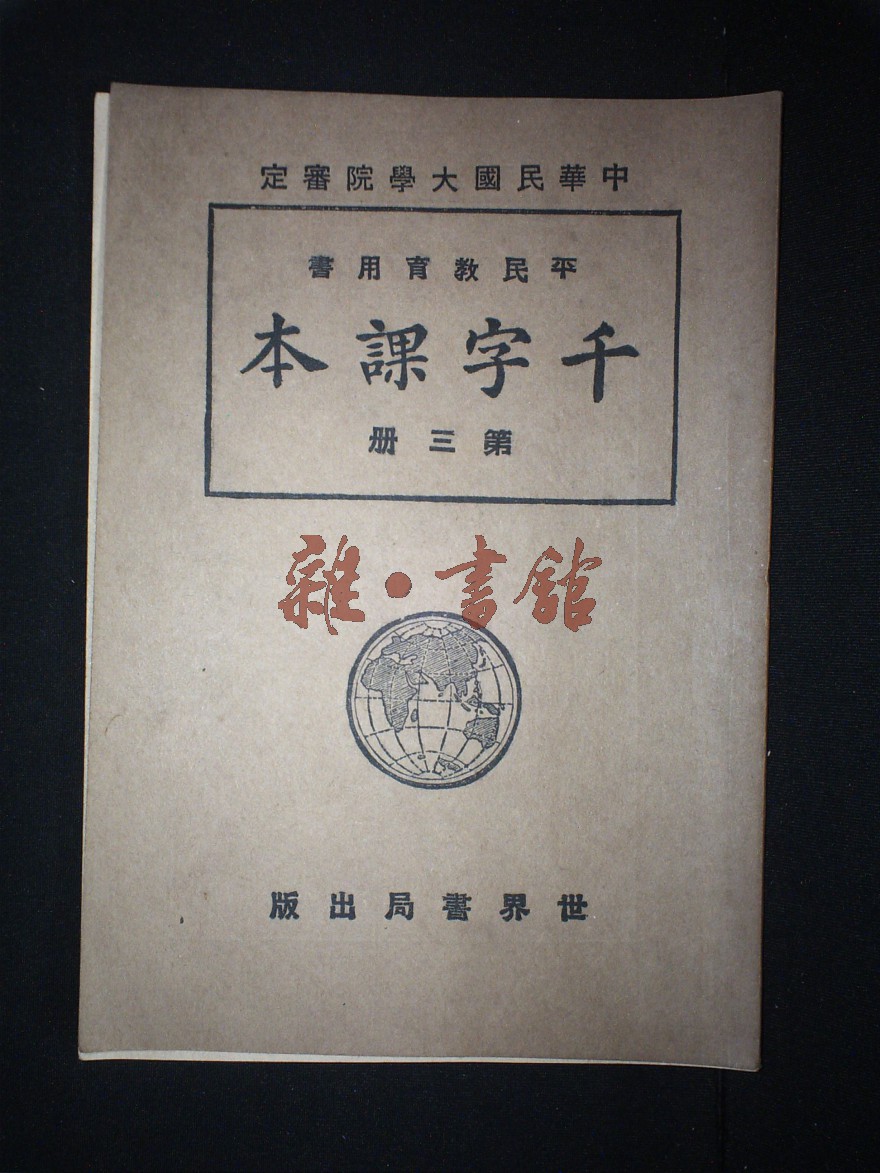 中華民國大學院審定
平民教育用書
千字課本
第三册
雜·書館
世界書局出版